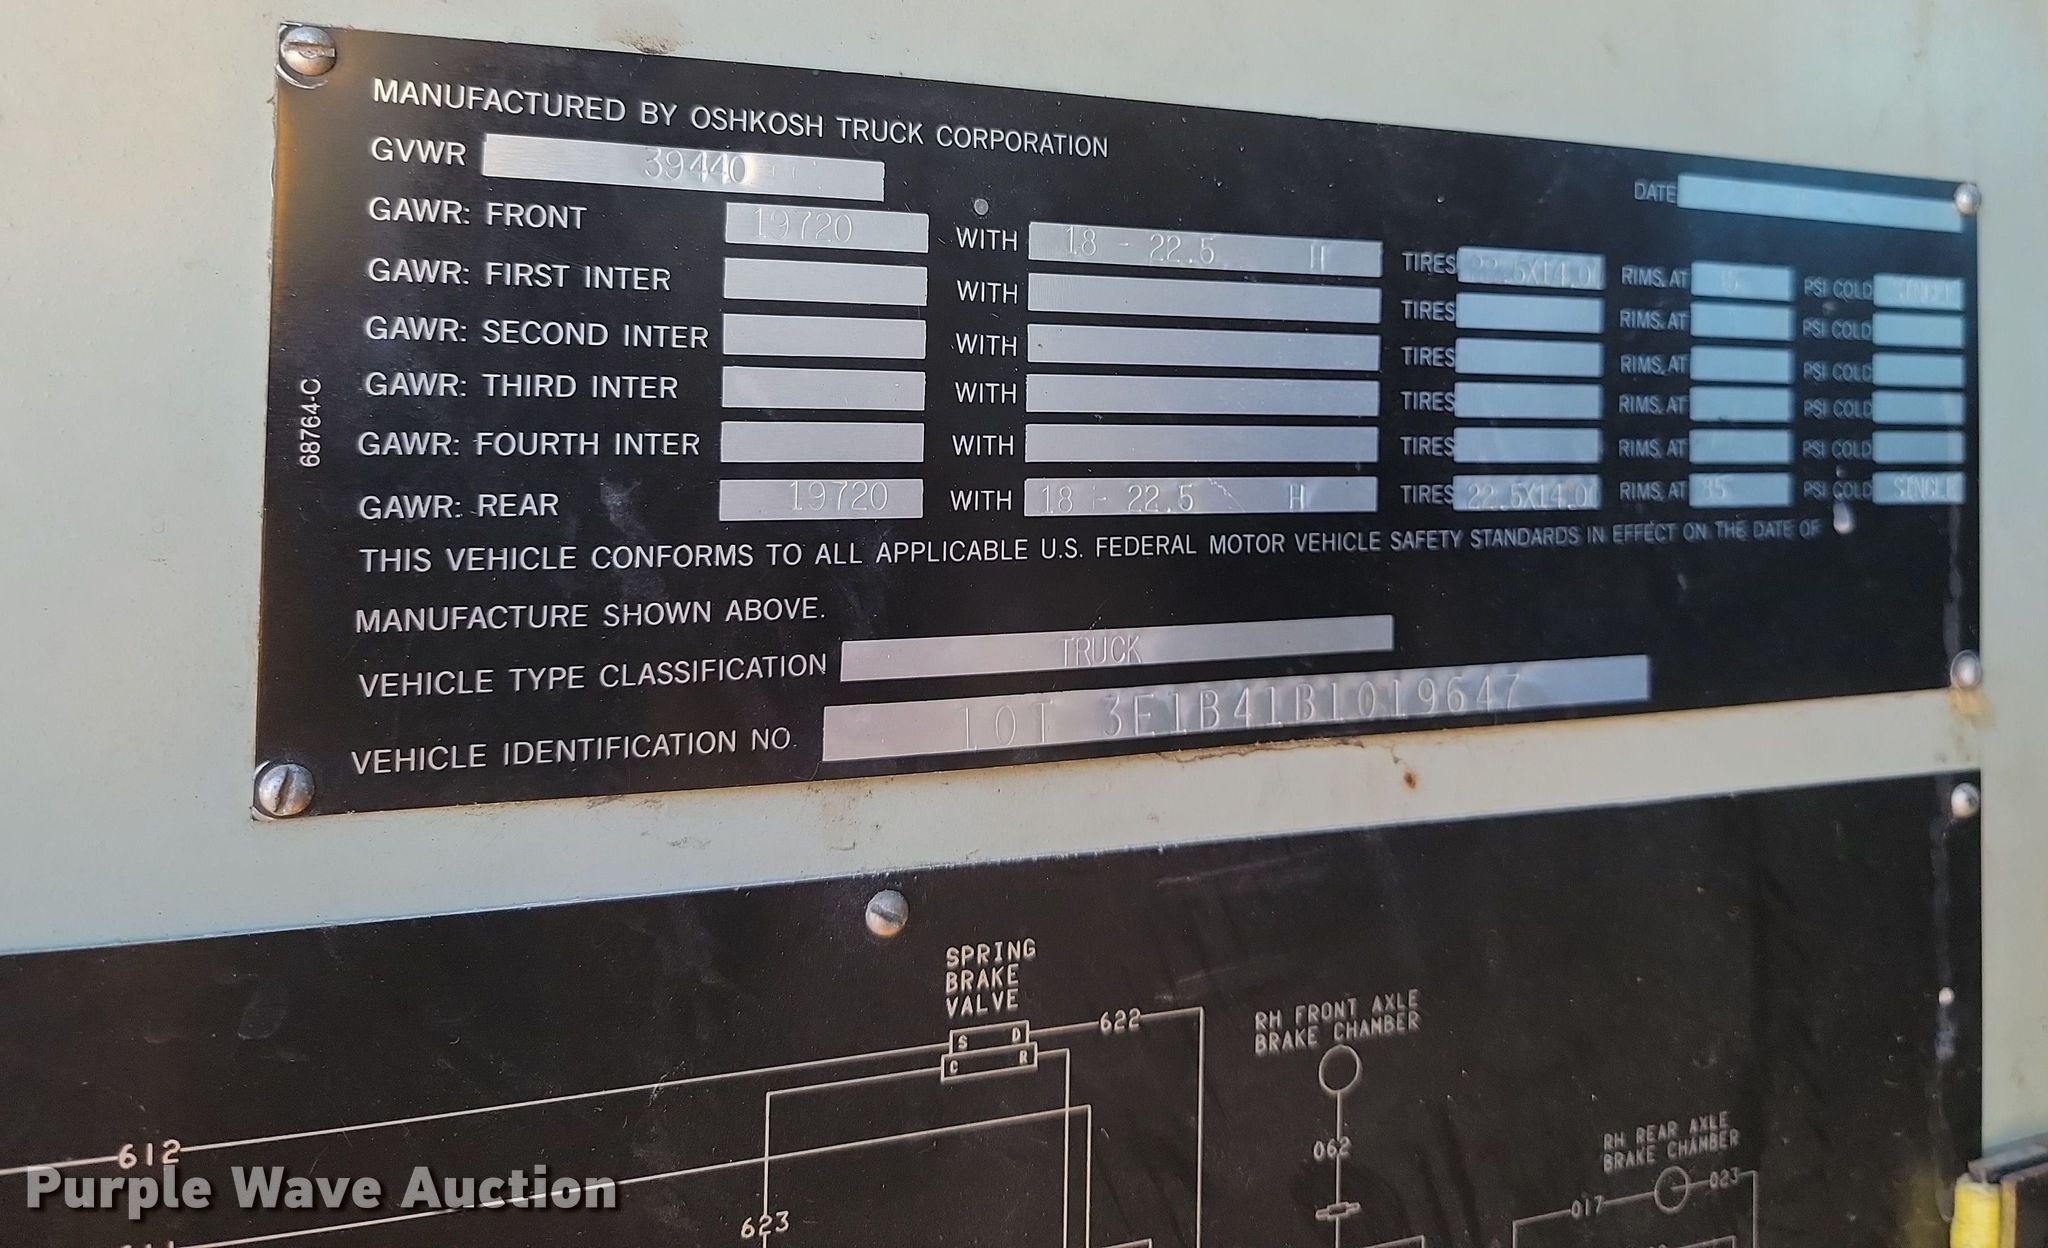 MANUFACTURED BY OSHKOSH TRUCK CORPORATION
GVWR 39440
DATE
GAWR: FRONT 19720 WITH 18 - 22.5 H TIRES 22.5X14.0 RIMS, AT PSI COLD SINGLE
GAWR: FIRST INTER WITH TIRES RIMS, AT PSI COLD
GAWR: SECOND INTER WITH TIRES RIMS, AT PSI COLD
GAWR: THIRD INTER WITH TIRES RIMS, AT PSI COLD
GAWR: FOURTH INTER WITH TIRES RIMS, AT PSI COLD
GAWR: REAR 19720 WITH 18 - 22.5 H TIRES 22.5X14.0 RIMS, AT 85 PSI COLD SINGLE
THIS VEHICLE CONFORMS TO ALL APPLICABLE U.S. FEDERAL MOTOR VEHICLE SAFETY STANDARDS IN EFFECT ON THE DATE OF
MANUFACTURE SHOWN ABOVE.
VEHICLE TYPE CLASSIFICATION TRUCK
VEHICLE IDENTIFICATION NO. 10T 3E1B41B1019647
68764-C
SPRING
BRAKE
VALVE
S D
C R
622
RH FRONT AXLE
BRAKE CHAMBER
062
RH REAR AXLE
BRAKE CHAMBER
017
023
612
623
Purple Wave Auction